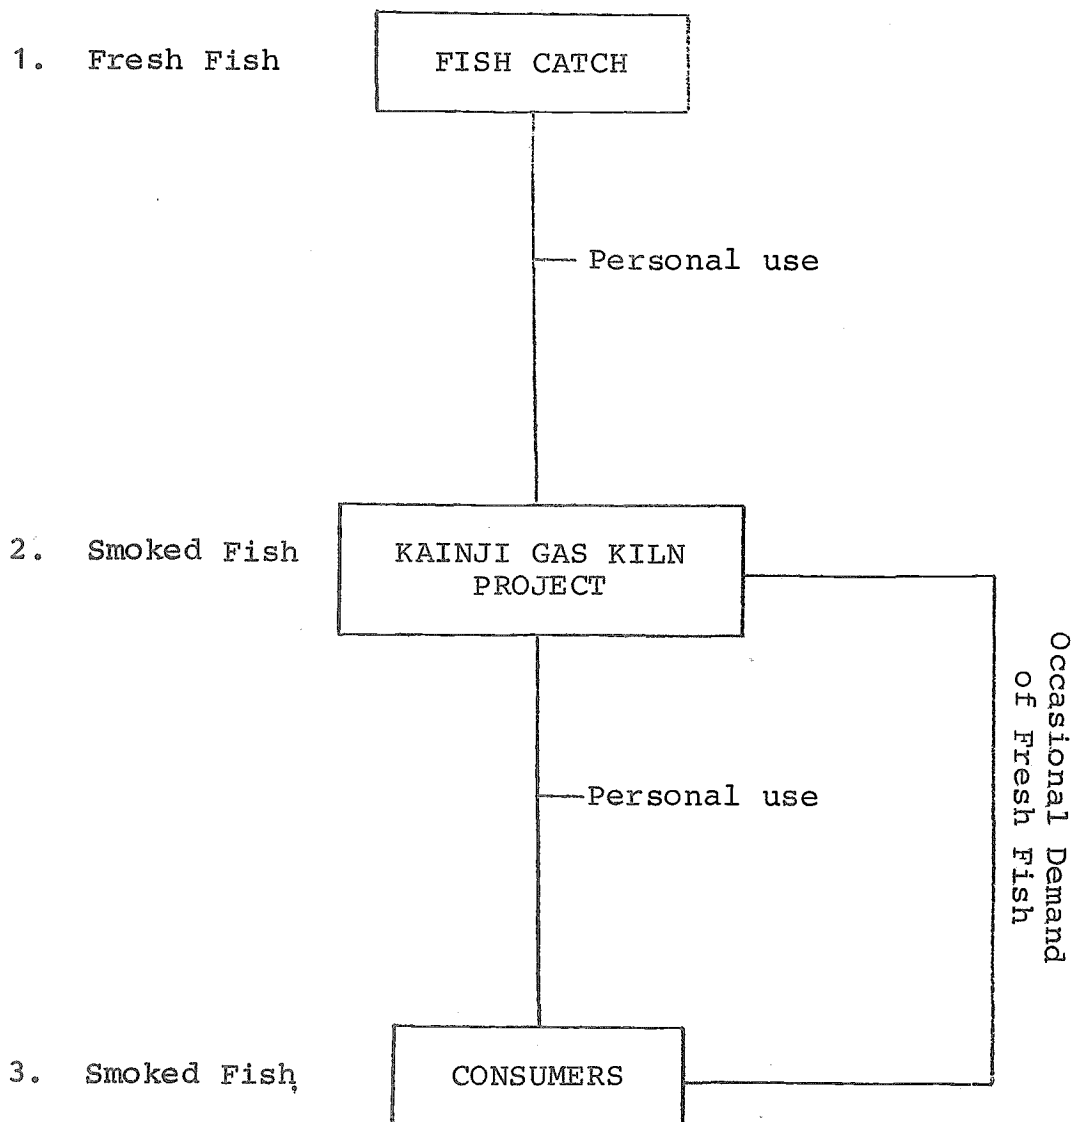 1. Fresh Fish
FISH CATCH
Personal use
2. Smoked Fish
KAINJI GAS KILN
PROJECT
Occasional Demand
of Fresh Fish
Personal use
3. Smoked Fish
CONSUMERS